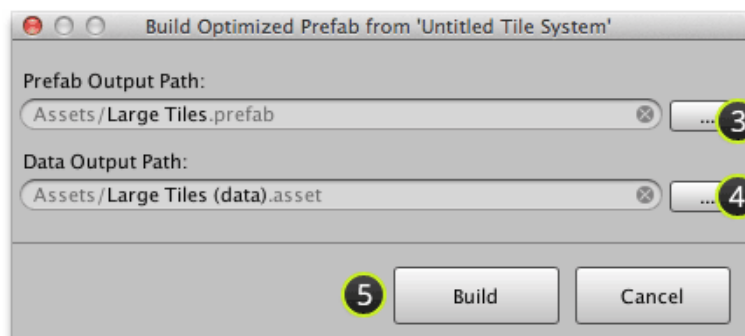 Build Optimized Prefab from 'Untitled Tile System'
Prefab Output Path:
Assets/Large Tiles.prefab
... 3
Data Output Path:
Assets/Large Tiles (data).asset
... 4
5 Build Cancel